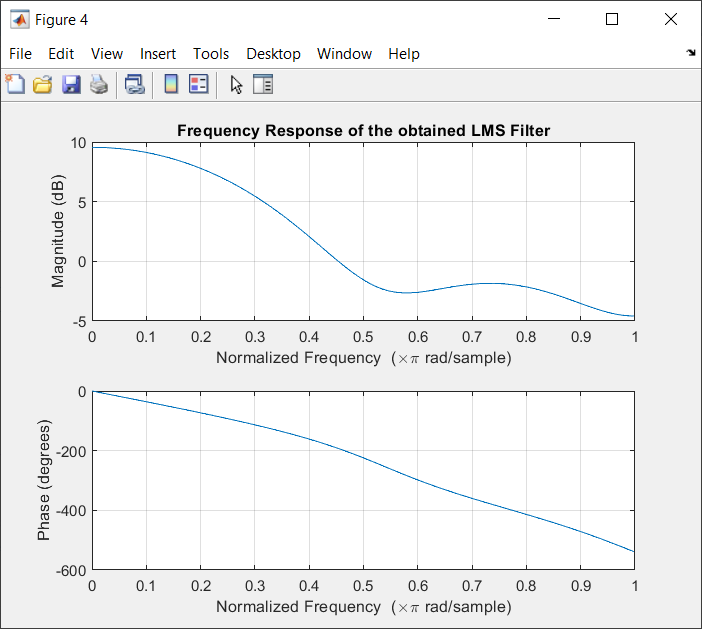 Figure 4
File Edit View Insert Tools Desktop Window Help
Frequency Response of the obtained LMS Filter
Magnitude (dB)
10
5
0
-5
0 0.1 0.2 0.3 0.4 0.5 0.6 0.7 0.8 0.9 1
Normalized Frequency (×π rad/sample)
Phase (degrees)
0
-200
-400
-600
0 0.1 0.2 0.3 0.4 0.5 0.6 0.7 0.8 0.9 1
Normalized Frequency (×π rad/sample)